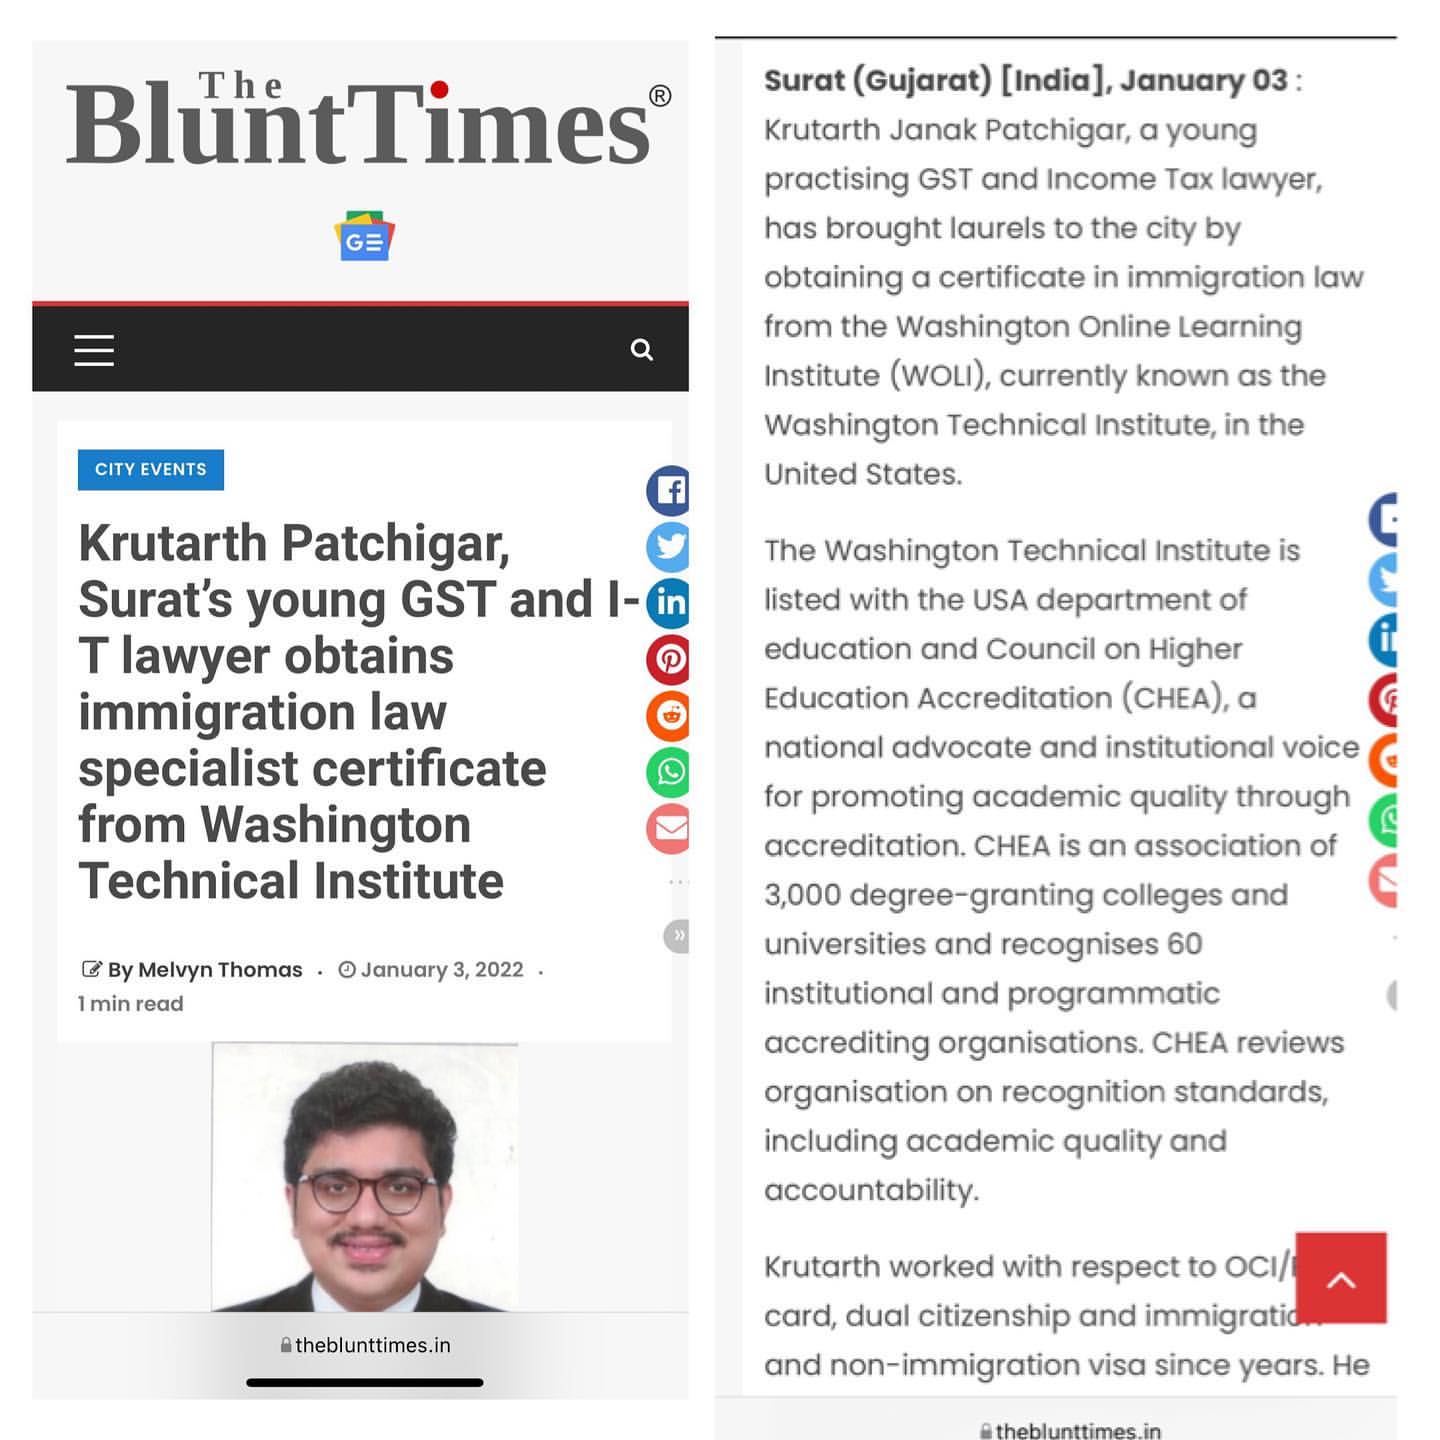 The
BluntTimes®
GE
CITY EVENTS
Krutarth Patchigar,
Surat’s young GST and I-
T lawyer obtains
immigration law
specialist certificate
from Washington
Technical Institute
By Melvyn Thomas · January 3, 2022 ·
1 min read
theblunttimes.in
Surat (Gujarat) [India], January 03 :
Krutarth Janak Patchigar, a young
practising GST and Income Tax lawyer,
has brought laurels to the city by
obtaining a certificate in immigration law
from the Washington Online Learning
Institute (WOLI), currently known as the
Washington Technical Institute, in the
United States.
The Washington Technical Institute is
listed with the USA department of
education and Council on Higher
Education Accreditation (CHEA), a
national advocate and institutional voice
for promoting academic quality through
accreditation. CHEA is an association of
3,000 degree-granting colleges and
universities and recognises 60
institutional and programmatic
accrediting organisations. CHEA reviews
organisation on recognition standards,
including academic quality and
accountability.
Krutarth worked with respect to OCI/
card, dual citizenship and immigration
and non-immigration visa since years. He
theblunttimes.in